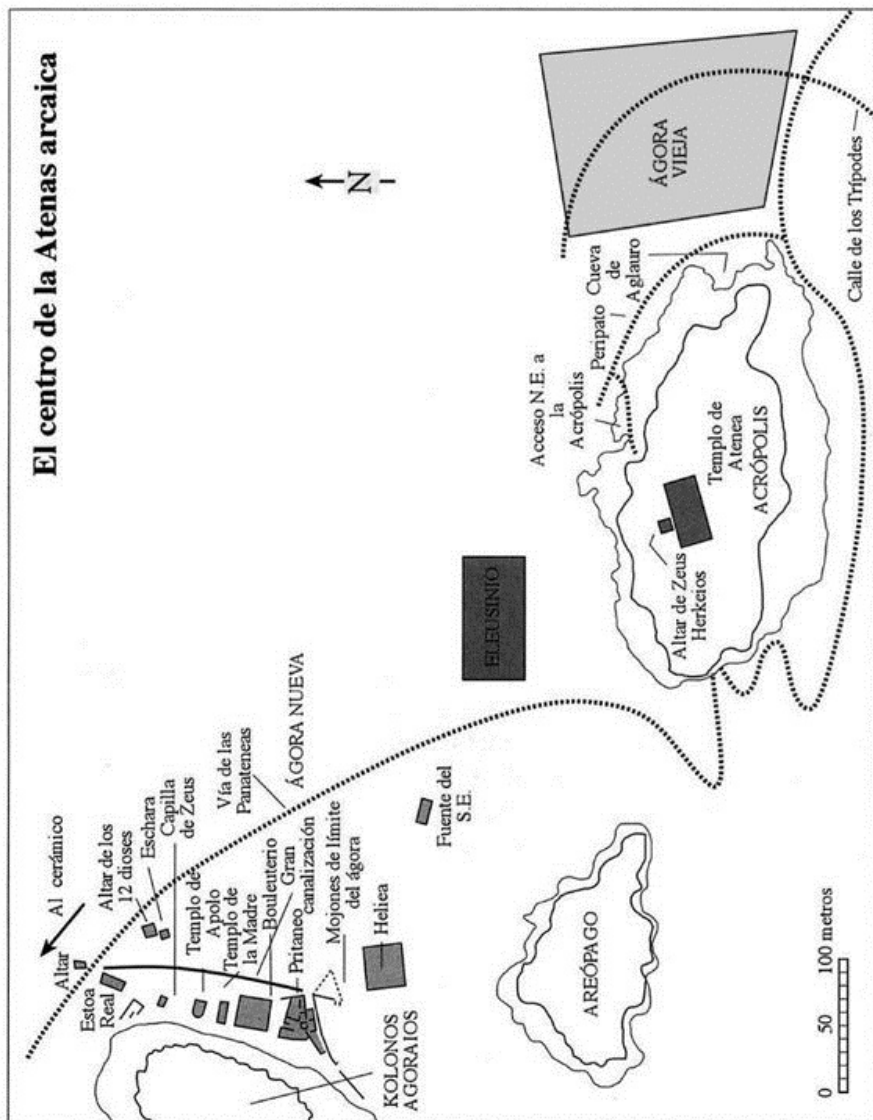 El centro de la Atenas arcaica
N
Al cerámico
Altar
Altar de los
12 dioses
Eschara
Capilla
de Zeus
Estoa
Real
Templo de
Apolo
Templo de
la Madre
Bouleuterio
Gran
canalización
Pritaneo
Mojones de límite
del ágora
Heliea
KOLONOS
AGORAIOS
Vía de las
Panateneas
ÁGORA NUEVA
Fuente del
S.E.
ELEUSINIO
AREÓPAGO
Acceso N.E. a
la
Acrópolis
Peripato
Cueva
de
Aglauro
ÁGORA
VIEJA
Altar de Zeus
Herkeios
Templo de
Atenea
ACRÓPOLIS
Calle de los Trípodes
0 50 100 metros